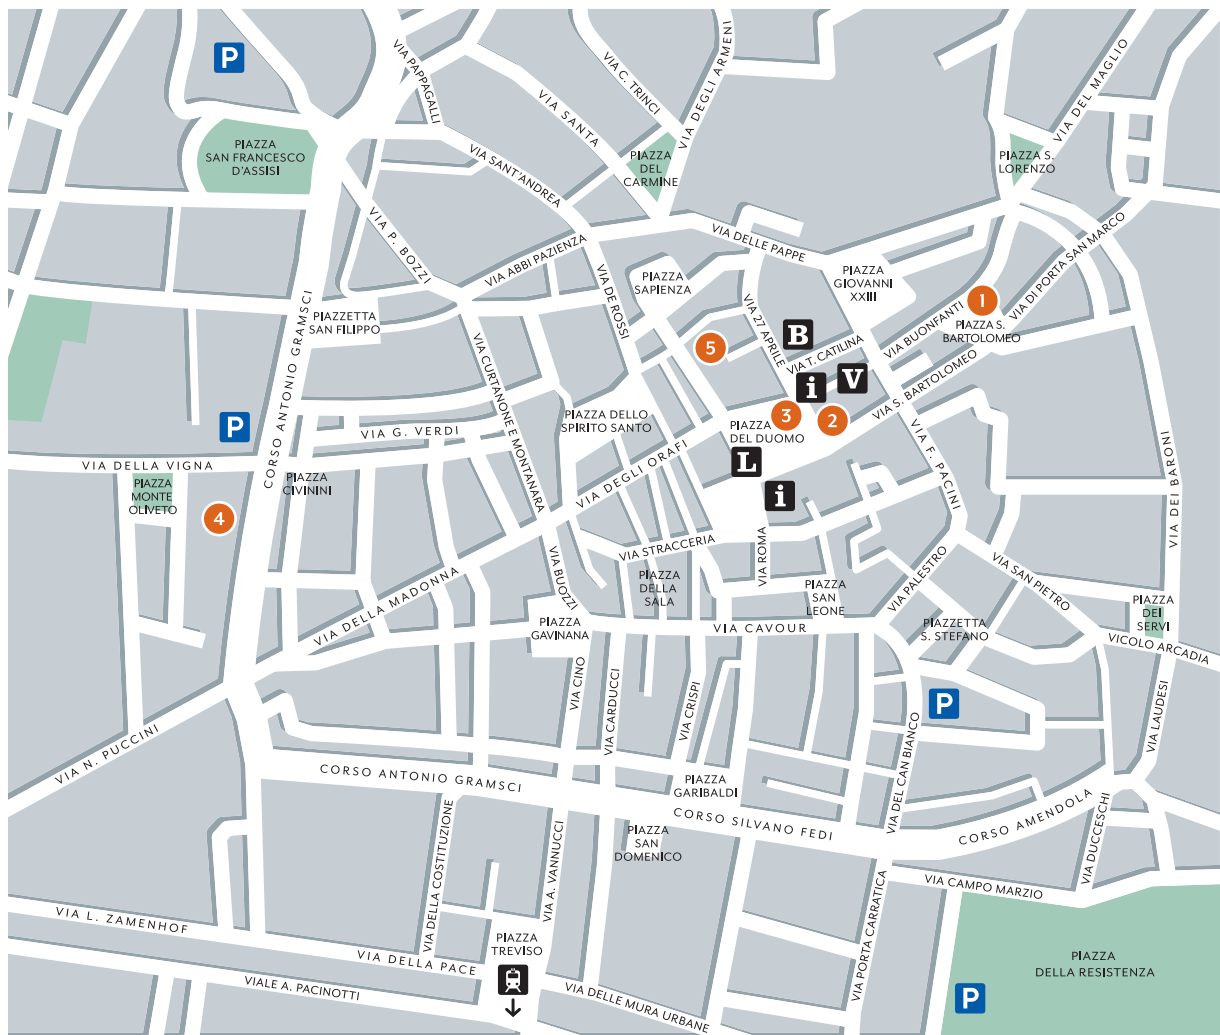 P
VIA PAPPAGALLI
VIA C. TRINCI
VIA DEGLI ARMENI
VIA DEL MAGLIO
VIA SANTA
PIAZZA
SAN FRANCESCO
D'ASSISI
VIA SANT'ANDREA
PIAZZA
DEL
CARMINE
PIAZZA S.
LORENZO
VIA P. BOZZI
VIA ABBI PAZIENZA
VIA DELLE PAPPE
VIA DI PORTA SAN MARCO
PIAZZA
SAPIENZA
PIAZZA
GIOVANNI
XXIII
VIA DE ROSSI
VIA 27 APRILE
1
PIAZZETTA
SAN FILIPPO
PIAZZA S.
BARTOLOMEO
VIA BUONFANTI
CORSO ANTONIO GRAMSCI
B
5
VIA T. CATILINA
VIA S. BARTOLOMEO
i
V
VIA CURTANONE E MONTANARA
3
2
P
PIAZZA DELLO
SPIRITO SANTO
PIAZZA
DEL DUOMO
VIA G. VERDI
VIA F. PACINI
VIA DELLA VIGNA
L
VIA DEGLI ORAFI
PIAZZA
MONTE
OLIVETO
PIAZZA
CIVININI
i
VIA DEI BARONI
4
VIA STRACCERIA
VIA ROMA
VIA BUOZZI
VIA DELLA MADONNA
PIAZZA
DELLA
SALA
PIAZZA
SAN
LEONE
VIA PALESTRO
VIA SAN PIETRO
PIAZZA
DEI
SERVI
PIAZZA
GAVINANA
VIA CAVOUR
PIAZZETTA
S. STEFANO
VICOLO ARCADIA
VIA CINO
VIA CARDUCCI
VIA CRISPI
P
VIA LAUDESI
VIA N. PUCCINI
VIA DEL CAN BIANCO
CORSO ANTONIO GRAMSCI
PIAZZA
GARIBALDI
CORSO SILVANO FEDI
CORSO AMENDOLA
VIA DUCCESCHI
PIAZZA
SAN
DOMENICO
VIA DELLA COSTITUZIONE
VIA A. VANNUCCI
VIA CAMPO MARZIO
VIA PORTA CARRATICA
VIA L. ZAMENHOF
PIAZZA
TREVISO
VIA DELLA PACE
PIAZZA
DELLA RESISTENZA
VIALE A. PACINOTTI
VIA DELLE MURA URBANE
P